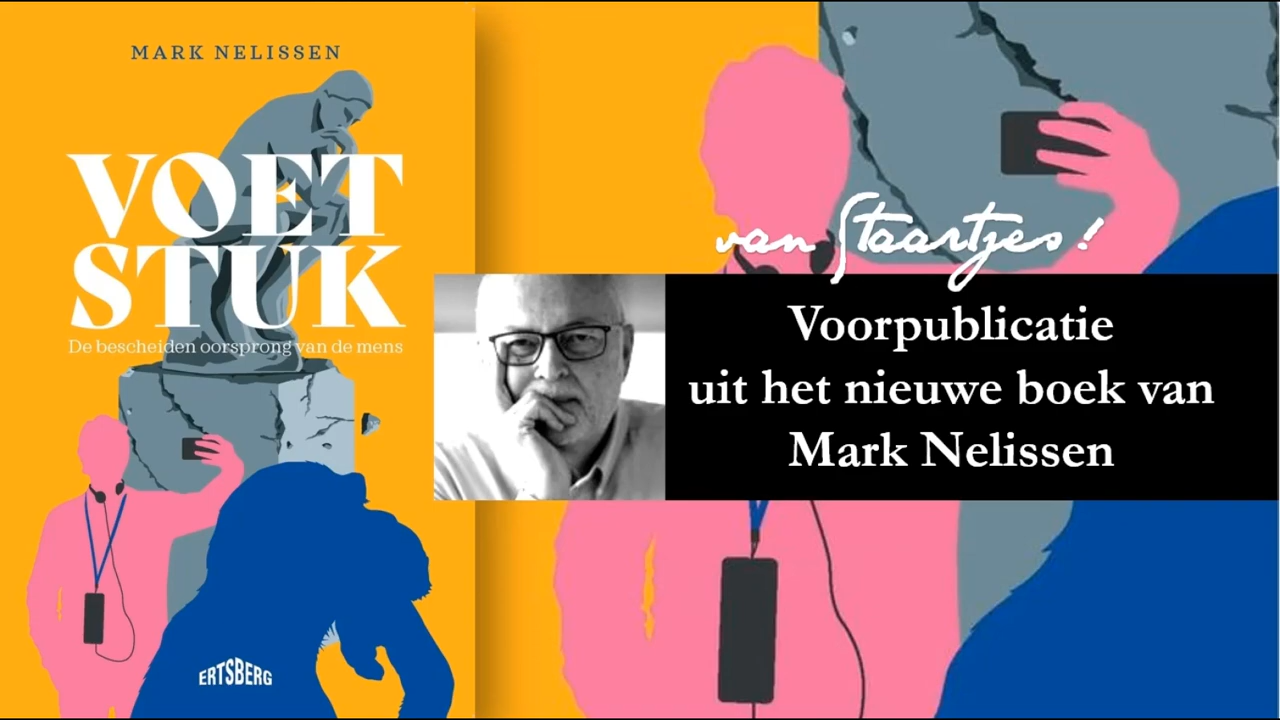 MARK NELISSEN
VOET
STUK
De bescheiden oorsprong van de mens
ERTSBERG
van Staartjes!
Voorpublicatie
uit het nieuwe boek van
Mark Nelissen